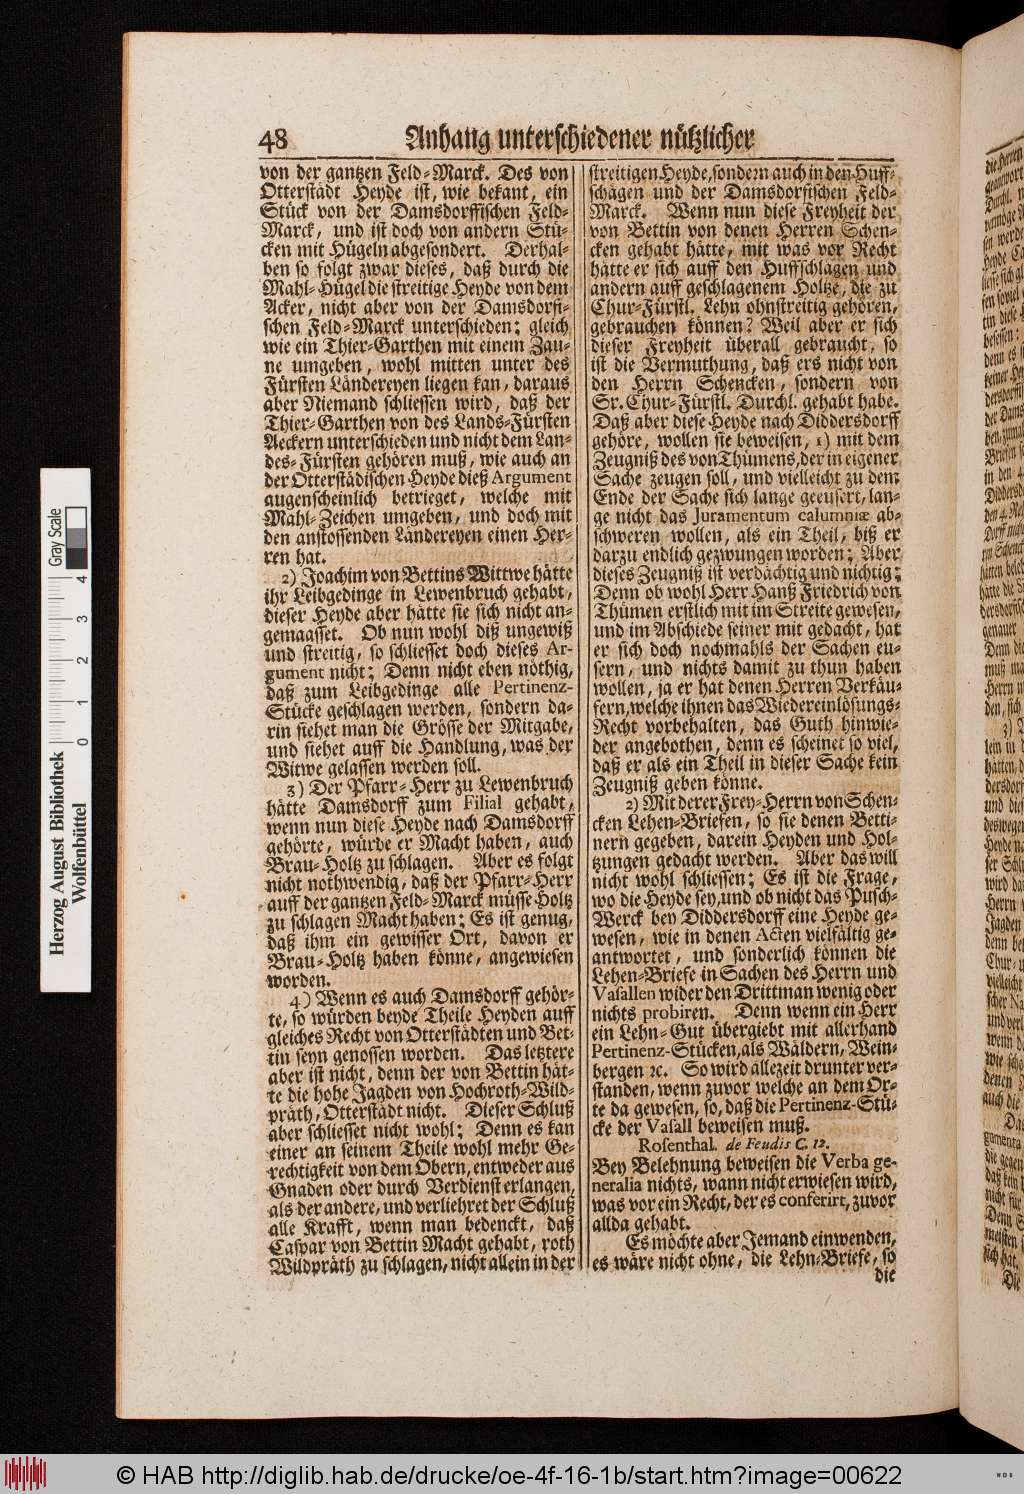 48 Anhang unterschiedener nützlicher
von der gantzen Feld-Marck. Des von
Otterstädt Heyde ist, wie bekant, ein
Stück von der Damsdorffischen Feld-
Marck, und ist doch von andern Stü-
cken mit Hügeln abgesondert. Derhal-
ben so folgt zwar dieses, daß durch die
Mahl-Hügel die streitige Heyde von dem
Acker, nicht aber von der Damsdorfi-
schen Feld-Marck unterschieden; gleich
wie ein Thier-Garthen mit einem Zau-
ne umgeben, wohl mitten unter des
Fürsten Ländereyen liegen kan, daraus
aber Niemand schliessen wird, daß der
Thier-Garthen von des Lands-Fürsten
Aeckern unterschieden und nicht dem Lan-
des-Fürsten gehören muß, wie auch an
der Otterstädischen Heyde dieß Argument
augenscheinlich betrieget, welche mit
Mahl-Zeichen umgeben, und doch mit
den anstossenden Ländereyen einen Her-
ren hat.
2) Joachim von Bettins Wittwe hätte
ihr Leibgedinge in Lewenbruch gehabt,
dieser Heyde aber hätte sie sich nicht an-
gemaasset. Ob nun wohl diß ungewiß
und streitig, so schliesset doch dieses Ar-
gument nicht; Denn nicht eben nöthig,
daß zum Leibgedinge alle Pertinenz-
Stücke geschlagen werden, sondern da-
rin siehet man die Grösse der Mitgabe,
und siehet auff die Handlung, was der
Witwe gelassen werden soll.
3) Der Pfarr-Herr zu Lewenbruch
hätte Damsdorff zum Filial gehabt,
wenn nun diese Heyde nach Damsdorff
gehörte, würde er Macht haben, auch
Brau-Holtz zu schlagen. Aber es folgt
nicht nothwendig, daß der Pfarr-Herr
auff der gantzen Feld-Marck müsse Holtz
zu schlagen Macht haben; Es ist genug,
daß ihm ein gewisser Ort, davon er
Brau-Holtz haben könne, angewiesen
worden.
4) Wenn es auch Damsdorff gehör-
te, so würden beyde Theile Heyden auff
gleiches Recht von Otterstädten und Bet-
tin seyn genossen worden. Das letztere
aber ist nicht, denn der von Bettin hät-
te die hohe Jagden von Hochroth-Wild-
präth, Otterstädt nicht. Dieser Schluß
aber schliesset nicht wohl; Denn es kan
einer an seinem Theile wohl mehr Ge-
rechtigkeit von dem Obern, entweder aus
Gnaden oder durch Verdienst erlangen,
als der andere, und verliehret der Schluß
alle Krafft, wenn man bedenckt, daß
Caspar von Bettin Macht gehabt, roth
Wildpräth zu schlagen, nicht allein in der
streitigen Heyde, sondern auch in den Huff-
schägen und der Damsdorfischen Feld-
Marck. Wenn nun diese Freyheit der
von Bettin von denen Herren Schen-
cken gehabt hätte, mit was vor Recht
hätte er sich auff den Huffschlägen und
andern auff geschlagenem Holtze, die zu
Chur-Fürstl. Lehn ohnstreitig gehören,
gebrauchen können? Weil aber er sich
dieser Freyheit überall gebraucht, so
ist die Vermuthung, daß ers nicht von
den Herrn Schencken, sondern von
Sr. Chur-Fürstl. Durchl. gehabt habe.
Daß aber diese Heyde nach Diddersdorff
gehöre, wollen sie beweisen, 1) mit dem
Zeugniß des von Thümens, der in eigener
Sache zeugen soll, und vielleicht zu dem
Ende der Sache sich lange geeusert, lan-
ge nicht das Juramentum calumniæ ab-
schweren wollen, als ein Theil, biß er
darzu endlich gezwungen worden; Aber
dieses Zeugniß ist verdächtig und nichtig;
Denn ob wohl Herr Hanß Friedrich von
Thümen erstlich mit im Streite gewesen,
und im Abschiede seiner mit gedacht, hat
er sich doch nochmahls der Sachen eu-
sern, und nichts damit zu thun haben
wollen, ja er hat denen Herren Verkäu-
fern, welche ihnen das Wiedereinlösungs-
Recht vorbehalten, das Guth hinwie-
der angebothen, denn es scheinet so viel,
daß er als ein Theil in dieser Sache kein
Zeugniß geben könne.
2) Mit derer Frey-Herrn von Schen-
cken Lehen-Briefen, so sie denen Betti-
nern gegeben, darein Heyden und Hol-
tzungen gedacht werden. Aber das will
nicht wohl schliessen; Es ist die Frage,
wo die Heyde sey, und ob nicht das Pusch-
Werck bey Diddersdorff eine Heyde ge-
wesen, wie in denen Acten vielfältig ge-
antwortet, und sonderlich können die
Lehen-Briefe in Sachen des Herrn und
Vasallen wider den Drittman wenig oder
nichts probiren. Denn wenn ein Herr
ein Lehn-Gut übergiebt mit allerhand
Pertinenz-Stücken, als Wäldern, Wein-
bergen ꝛc. So wird allezeit drunter ver-
standen, wenn zuvor welche an dem Or-
te da gewesen, so, daß die Pertinenz-Stü-
cke der Vasall beweisen muß.
Rosenthal. de Feudis C. 12.
Bey Belehnung beweisen die Verba ge-
neralia nichts, wann nicht erwiesen wird,
was vor ein Recht, der es conferirt, zuvor
allda gehabt.
Es möchte aber Jemand einwenden,
es wäre nicht ohne, die Lehn-Briefe, so
die
Herzog August Bibliothek
Wolfenbüttel
0 1 2 3 4
Gray Scale
© HAB http://diglib.hab.de/drucke/oe-4f-16-1b/start.htm?image=00622